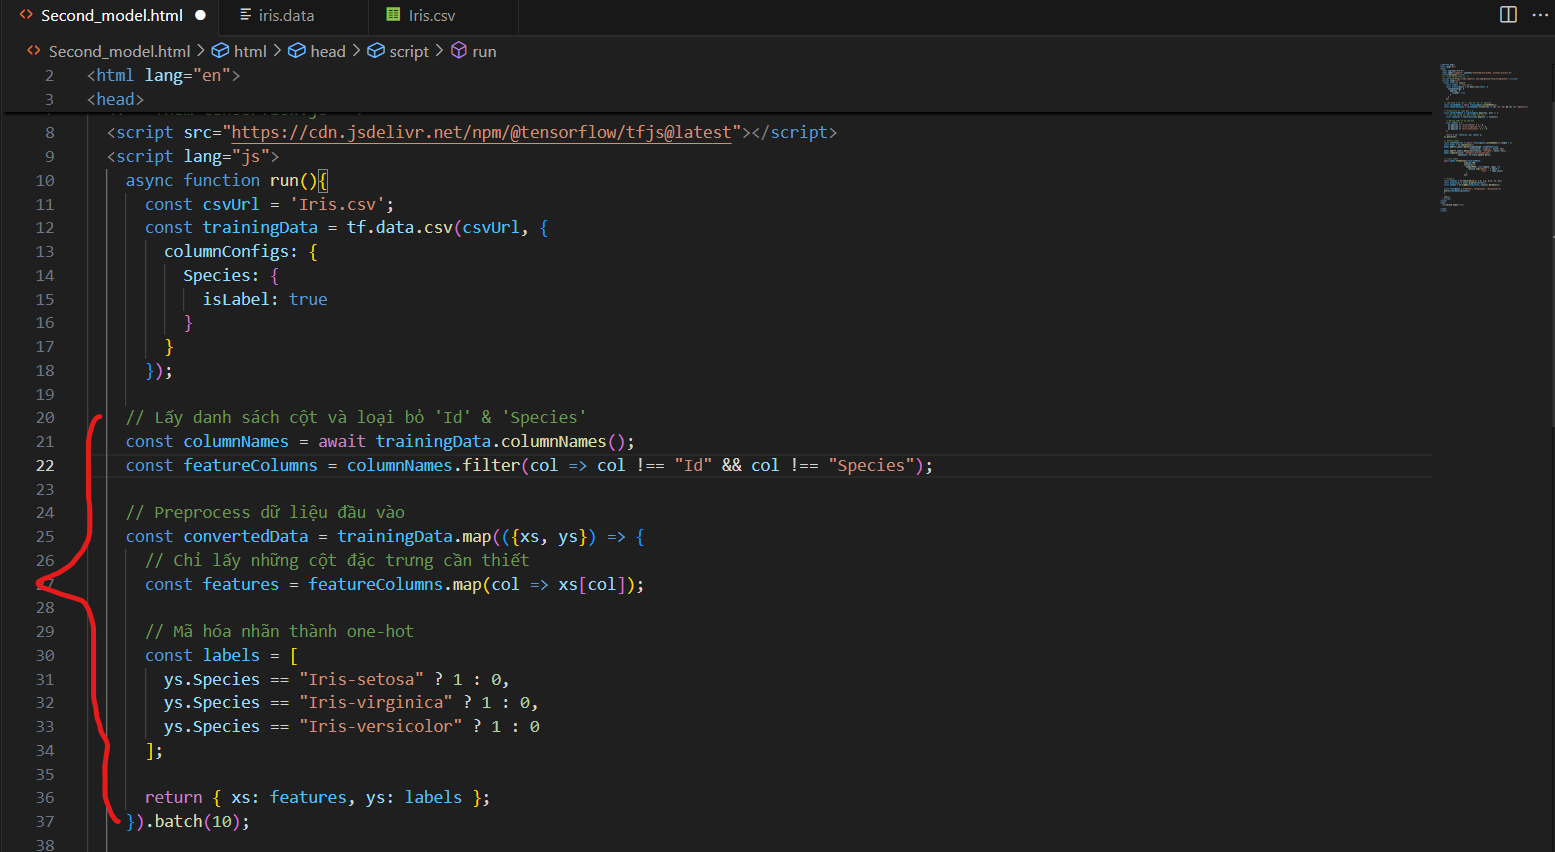 Second_model.html
iris.data
Iris.csv
Second_model.html > html > head > script > run
2 <html lang="en">
3 <head>
8 <script src="https://cdn.jsdelivr.net/npm/@tensorflow/tfjs@latest"></script>
9 <script lang="js">
10 async function run(){
11 const csvUrl = 'Iris.csv';
12 const trainingData = tf.data.csv(csvUrl, {
13 columnConfigs: {
14 Species: {
15 isLabel: true
16 }
17 }
18 });
19
20 // Lấy danh sách cột và loại bỏ 'Id' & 'Species'
21 const columnNames = await trainingData.columnNames();
22 const featureColumns = columnNames.filter(col => col !== "Id" && col !== "Species");
23
24 // Preprocess dữ liệu đầu vào
25 const convertedData = trainingData.map(({xs, ys}) => {
26 // Chỉ lấy những cột đặc trưng cần thiết
27 const features = featureColumns.map(col => xs[col]);
28
29 // Mã hóa nhãn thành one-hot
30 const labels = [
31 ys.Species == "Iris-setosa" ? 1 : 0,
32 ys.Species == "Iris-virginica" ? 1 : 0,
33 ys.Species == "Iris-versicolor" ? 1 : 0
34 ];
35
36 return { xs: features, ys: labels };
37 }).batch(10);
38